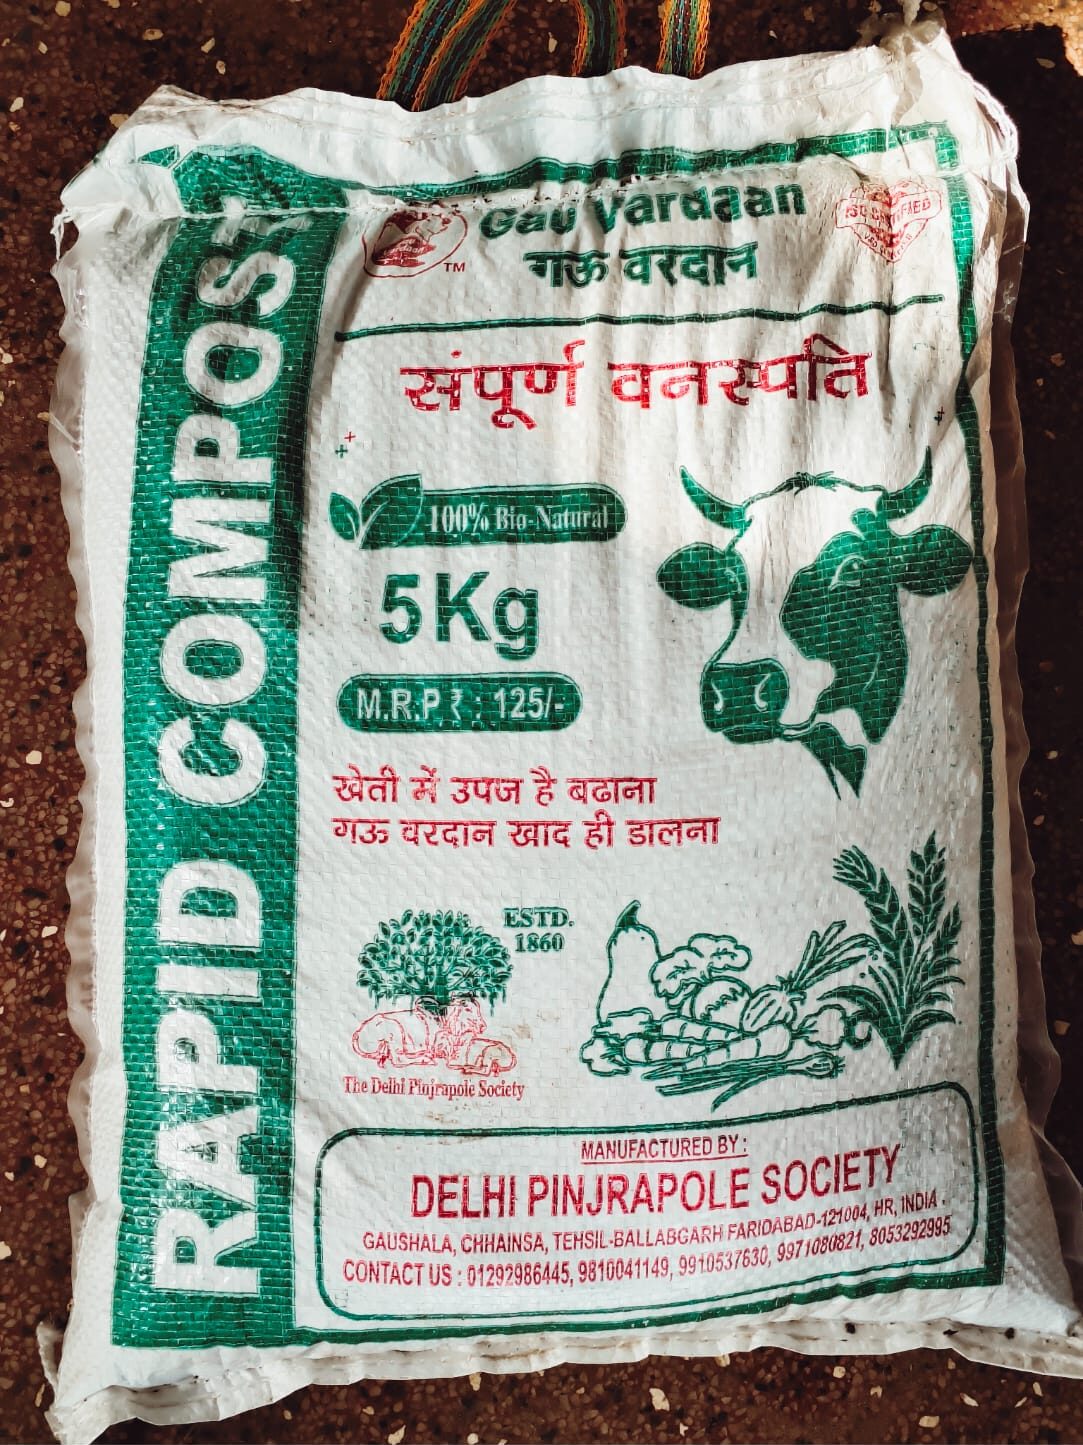 RAPID COMPOST
TM
Gau Vardaan
गऊ वरदान
ISO CERTIFIED
संपूर्ण वनस्पति
100% Bio-Natural
5Kg
M.R.P ₹ : 125/-
खेती में उपज है बढाना
गऊ वरदान खाद ही डालना
ESTD.
1860
The Delhi Pinjrapole Society
MANUFACTURED BY :
DELHI PINJRAPOLE SOCIETY
GAUSHALA, CHHAINSA, TEHSIL-BALLABGARH FARIDABAD-121004, HR, INDIA .
CONTACT US : 01292986445, 9810041149, 9910537630, 9971080821, 8053292995